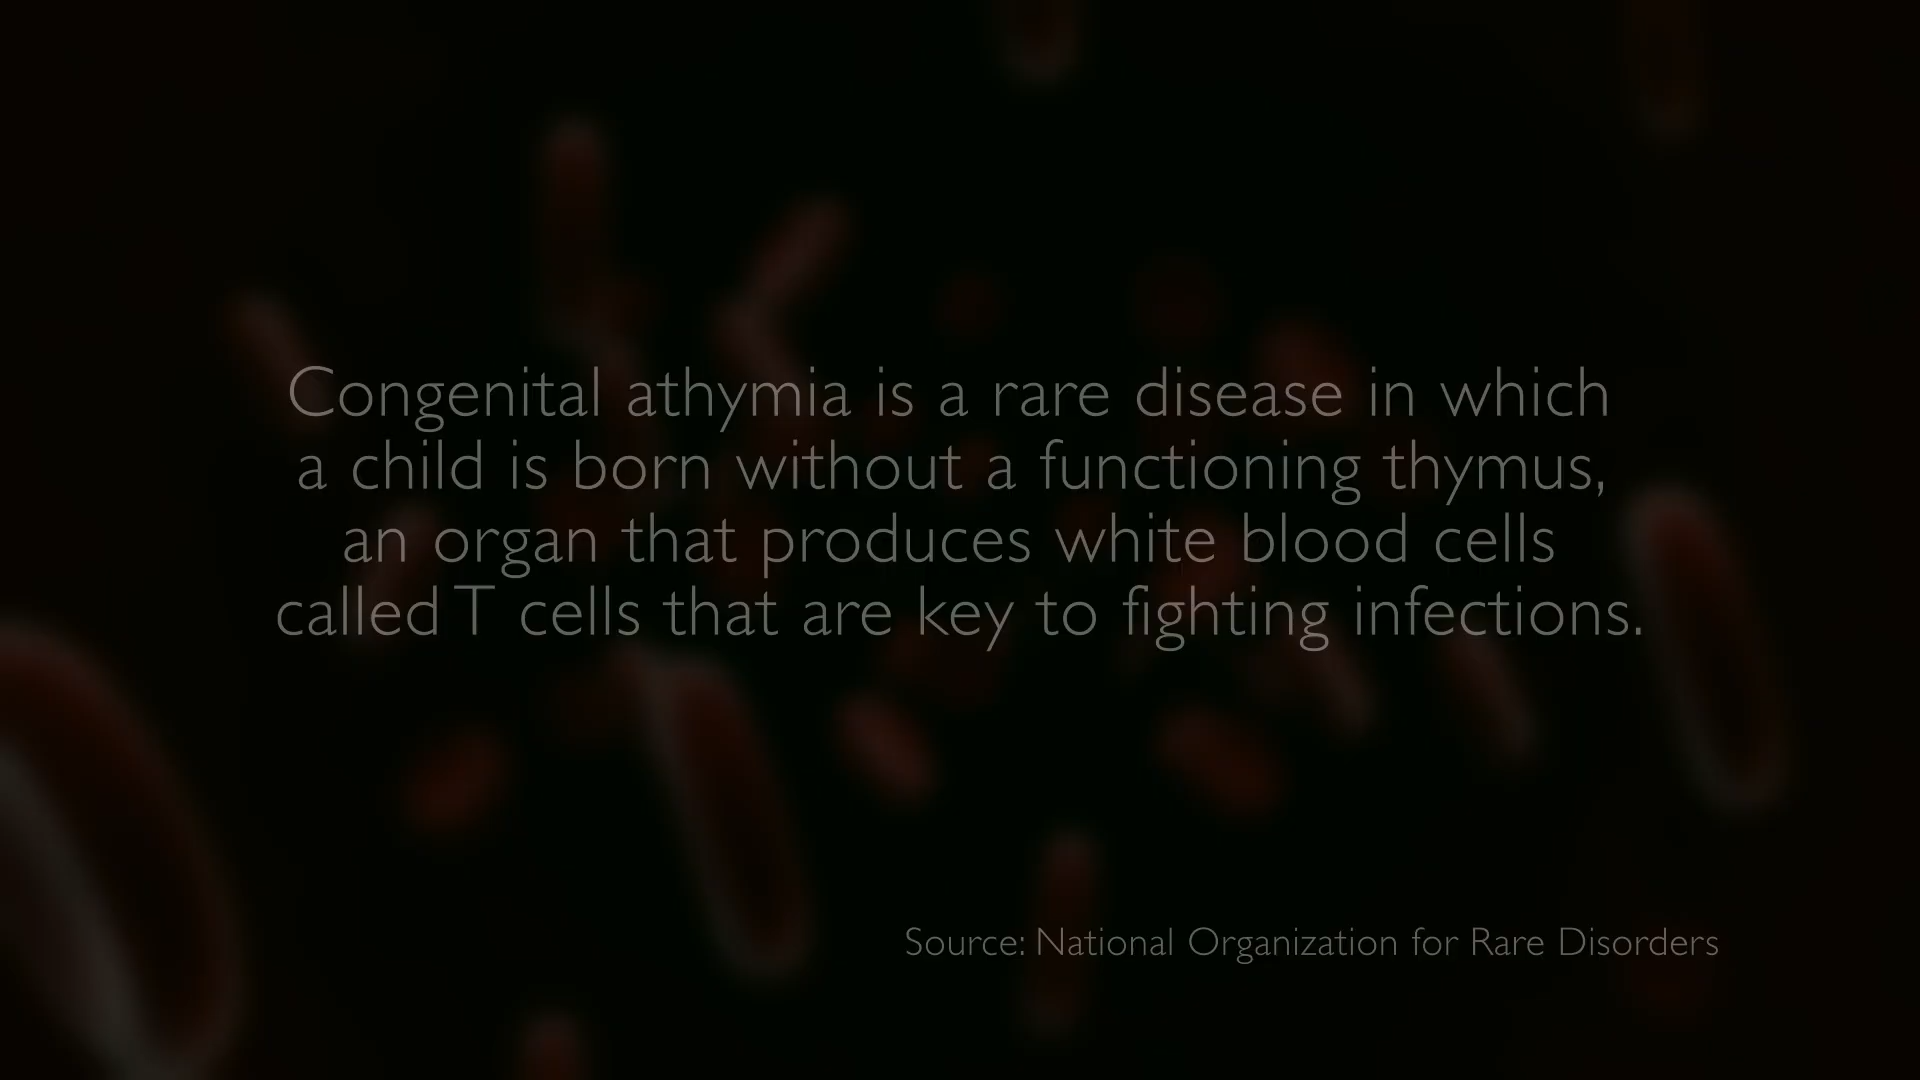 Congenital athymia is a rare disease in which
a child is born without a functioning thymus,
an organ that produces white blood cells
called T cells that are key to fighting infections.
Source: National Organization for Rare Disorders